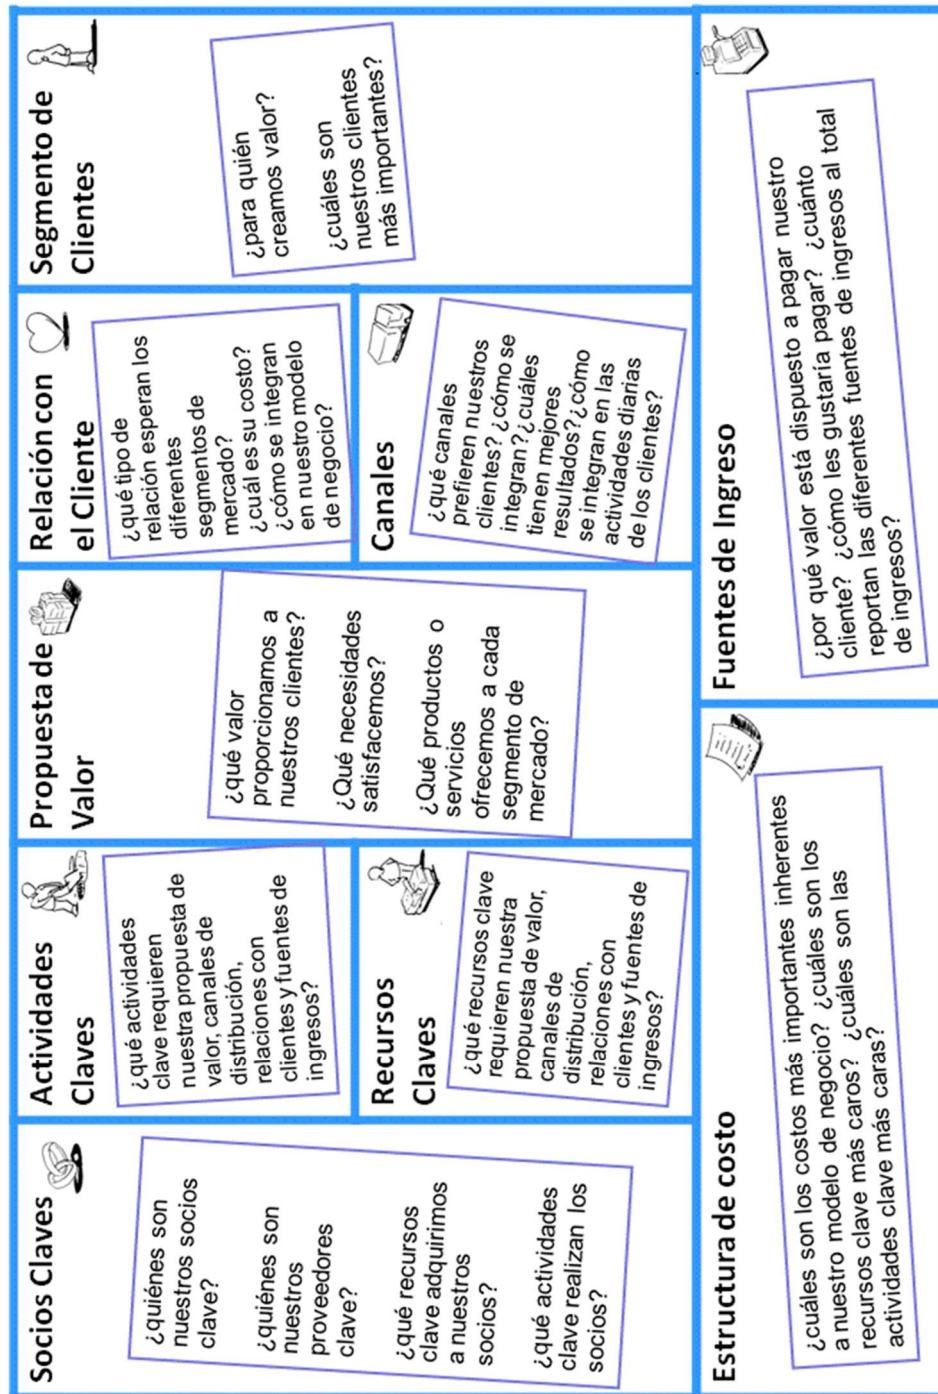 Socios Claves
¿quiénes son
nuestros socios
clave?
¿quiénes son
nuestros
proveedores
clave?
¿qué recursos
clave adquirimos
a nuestros
socios?
¿qué actividades
clave realizan los
socios?
Actividades
Claves
¿qué actividades
clave requieren
nuestra propuesta de
valor, canales de
distribución,
relaciones con
clientes y fuentes de
ingresos?
Recursos
Claves
¿qué recursos clave
requieren nuestra
propuesta de valor,
canales de
distribución,
relaciones con
clientes y fuentes de
ingresos?
Propuesta de
Valor
¿qué valor
proporcionamos a
nuestros clientes?
¿Qué necesidades
satisfacemos?
¿Qué productos o
servicios
ofrecemos a cada
segmento de
mercado?
Relación con
el Cliente
¿qué tipo de
relación esperan los
diferentes
segmentos de
mercado?
¿cuál es su costo?
¿cómo se integran
en nuestro modelo
de negocio?
Canales
¿qué canales
prefieren nuestros
clientes? ¿cómo se
integran?¿cuáles
tienen mejores
resultados?¿cómo
se integran en las
actividades diarias
de los clientes?
Segmento de
Clientes
¿para quién
creamos valor?
¿cuáles son
nuestros clientes
más importantes?
Estructura de costo
¿cuáles son los costos más importantes inherentes
a nuestro modelo de negocio? ¿cuáles son los
recursos clave más caros? ¿cuáles son las
actividades clave más caras?
Fuentes de Ingreso
¿por qué valor está dispuesto a pagar nuestro
cliente? ¿cómo les gustaría pagar? ¿cuánto
reportan las diferentes fuentes de ingresos al total
de ingresos?